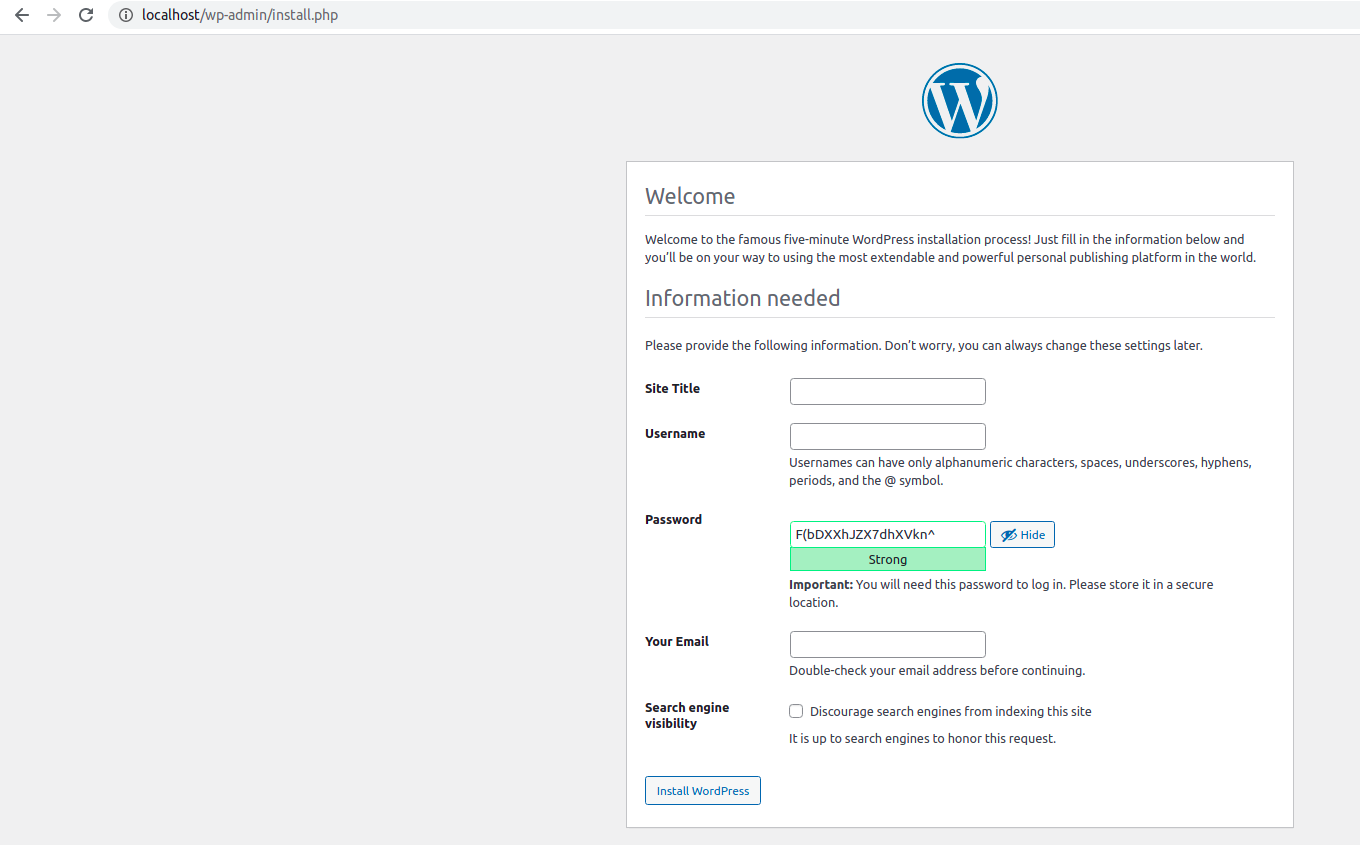 localhost/wp-admin/install.php
Welcome
Welcome to the famous five-minute WordPress installation process! Just fill in the information below and
you’ll be on your way to using the most extendable and powerful personal publishing platform in the world.
Information needed
Please provide the following information. Don’t worry, you can always change these settings later.
Site Title
Username
Usernames can have only alphanumeric characters, spaces, underscores, hyphens,
periods, and the @ symbol.
Password
F(bDXXhJZX7dhXVkn^
Hide
Strong
Important: You will need this password to log in. Please store it in a secure
location.
Your Email
Double-check your email address before continuing.
Search engine
visibility
Discourage search engines from indexing this site
It is up to search engines to honor this request.
Install WordPress